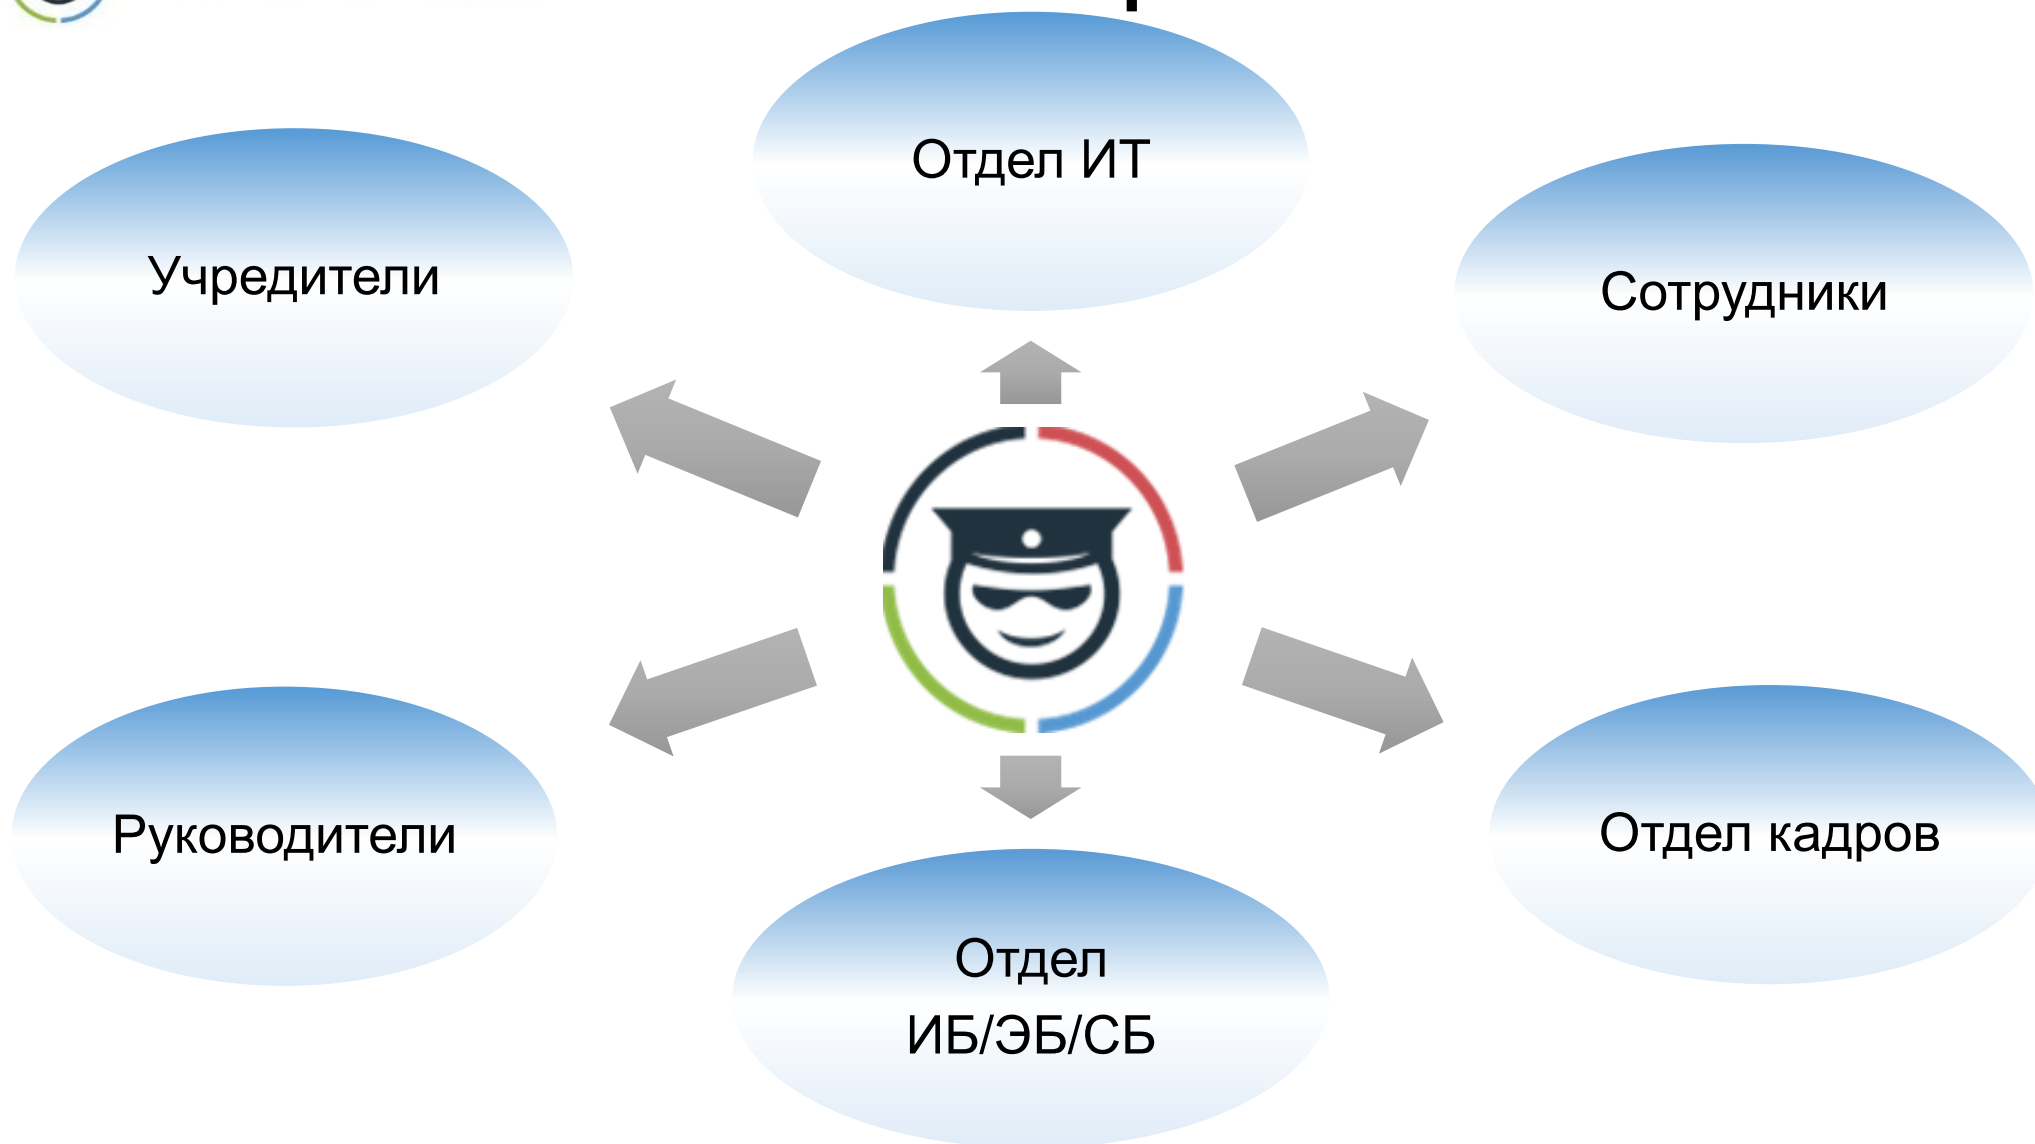 Отдел ИТ
Учредители
Сотрудники
Руководители
Отдел кадров
Отдел
ИБ/ЭБ/СБ